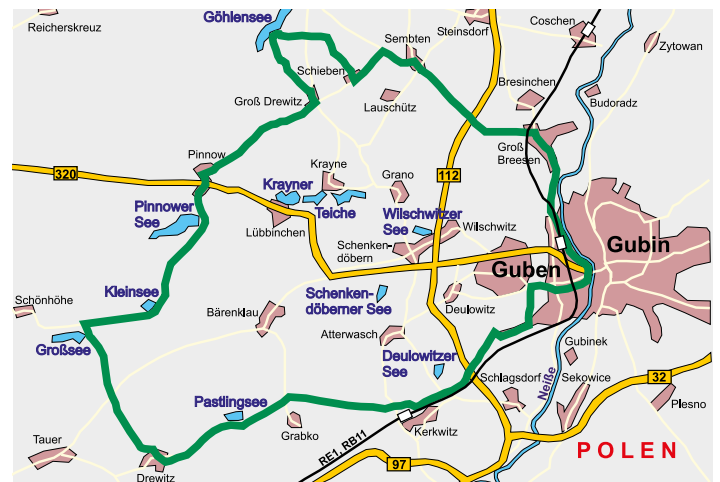 Reicherskreuz
Göhlensee
Steinsdorf
Coschen
Sembten
Zytowan
Schieben
Bresinchen
Groß Drewitz
Lauschütz
Budoradz
Groß
Breesen
Pinnow
320
Krayne
Grano
112
Krayner
Teiche
Pinnower
See
Lübbinchen
Wilschwitzer
See
Wilschwitz
Schenken-
döbern
Gubin
Guben
Kleinsee
Schönhöhe
Schenken-
döberner See
Deulowitz
Bärenklau
Großsee
Atterwasch
Gubinek
Deulowitzer
See
Neiße
32
Schlagsdorf
Sekowice
Plesno
Pastlingsee
Grabko
Kerkwitz
Tauer
RE1, RB11
POLEN
97
Drewitz